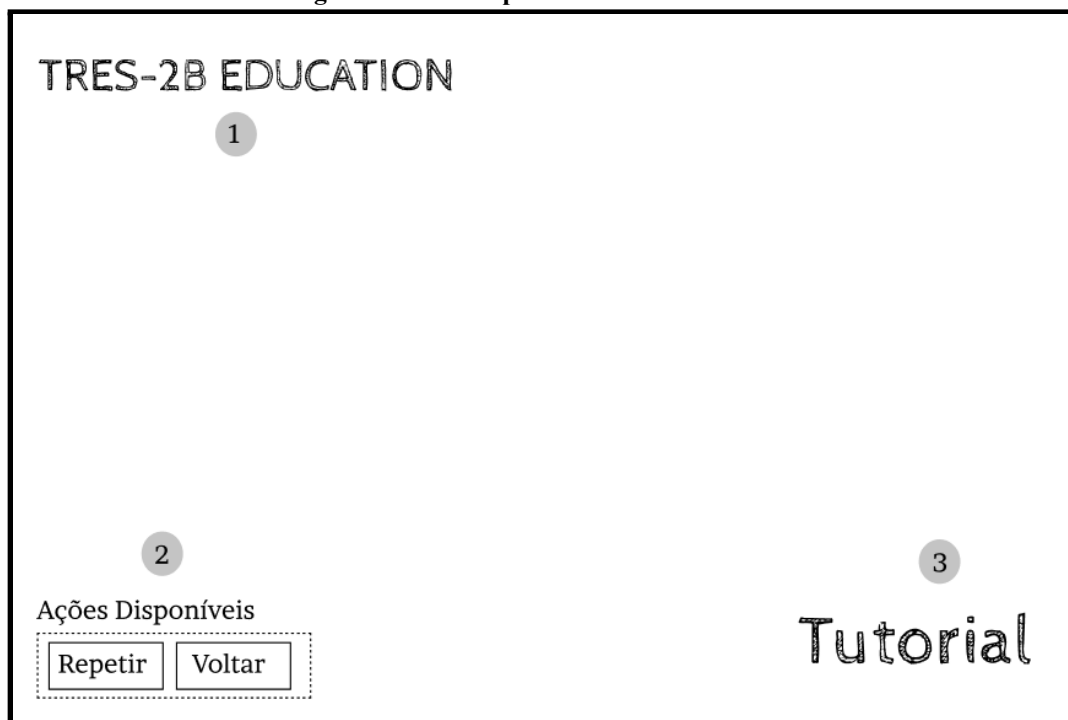 TRES-2B EDUCATION
1
2
3
Ações Disponíveis
Tutorial
Repetir Voltar